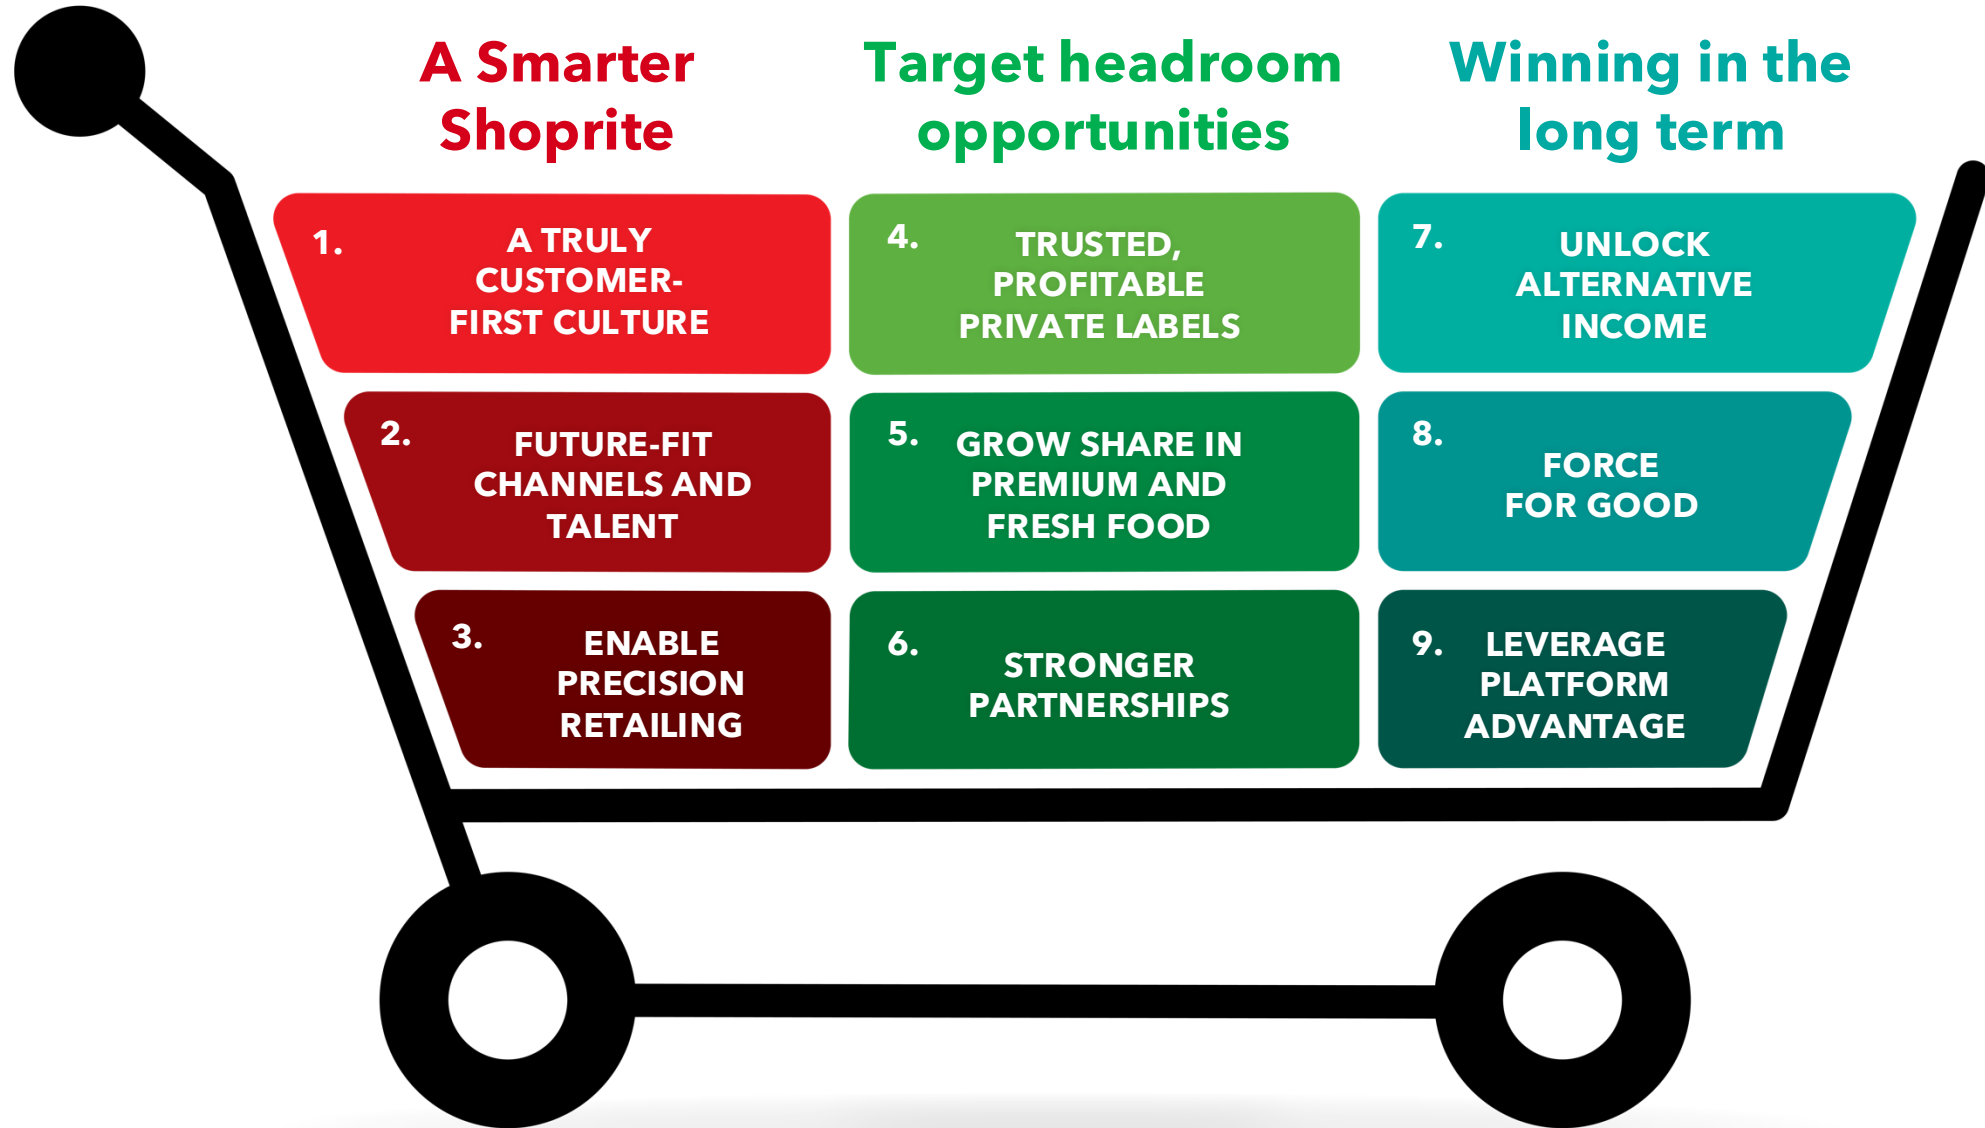 A Smarter
Shoprite
1.
A TRULY
CUSTOMER-
FIRST CULTURE
2.
FUTURE-FIT
CHANNELS AND
TALENT
3.
ENABLE
PRECISION
RETAILING
Target headroom
opportunities
4.
TRUSTED,
PROFITABLE
PRIVATE LABELS
5.
GROW SHARE IN
PREMIUM AND
FRESH FOOD
6.
STRONGER
PARTNERSHIPS
Winning in the
long term
7.
UNLOCK
ALTERNATIVE
INCOME
8.
FORCE
FOR GOOD
9.
LEVERAGE
PLATFORM
ADVANTAGE